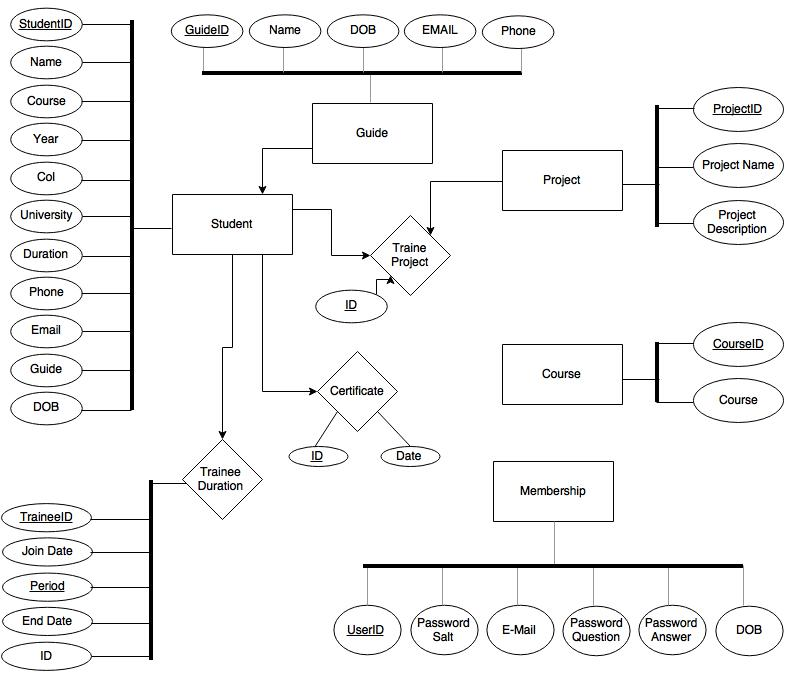 StudentID
Name
Course
Year
Col
University
Duration
Phone
Email
Guide
DOB
GuideID
Name
DOB
EMAIL
Phone
Guide
Student
Project
ProjectID
Project Name
Project
Description
Traine
Project
ID
Certificate
ID
Date
Course
CourseID
Course
Trainee
Duration
TraineeID
Join Date
Period
End Date
ID
Membership
UserID
Password
Salt
E-Mail
Password
Question
Password
Answer
DOB